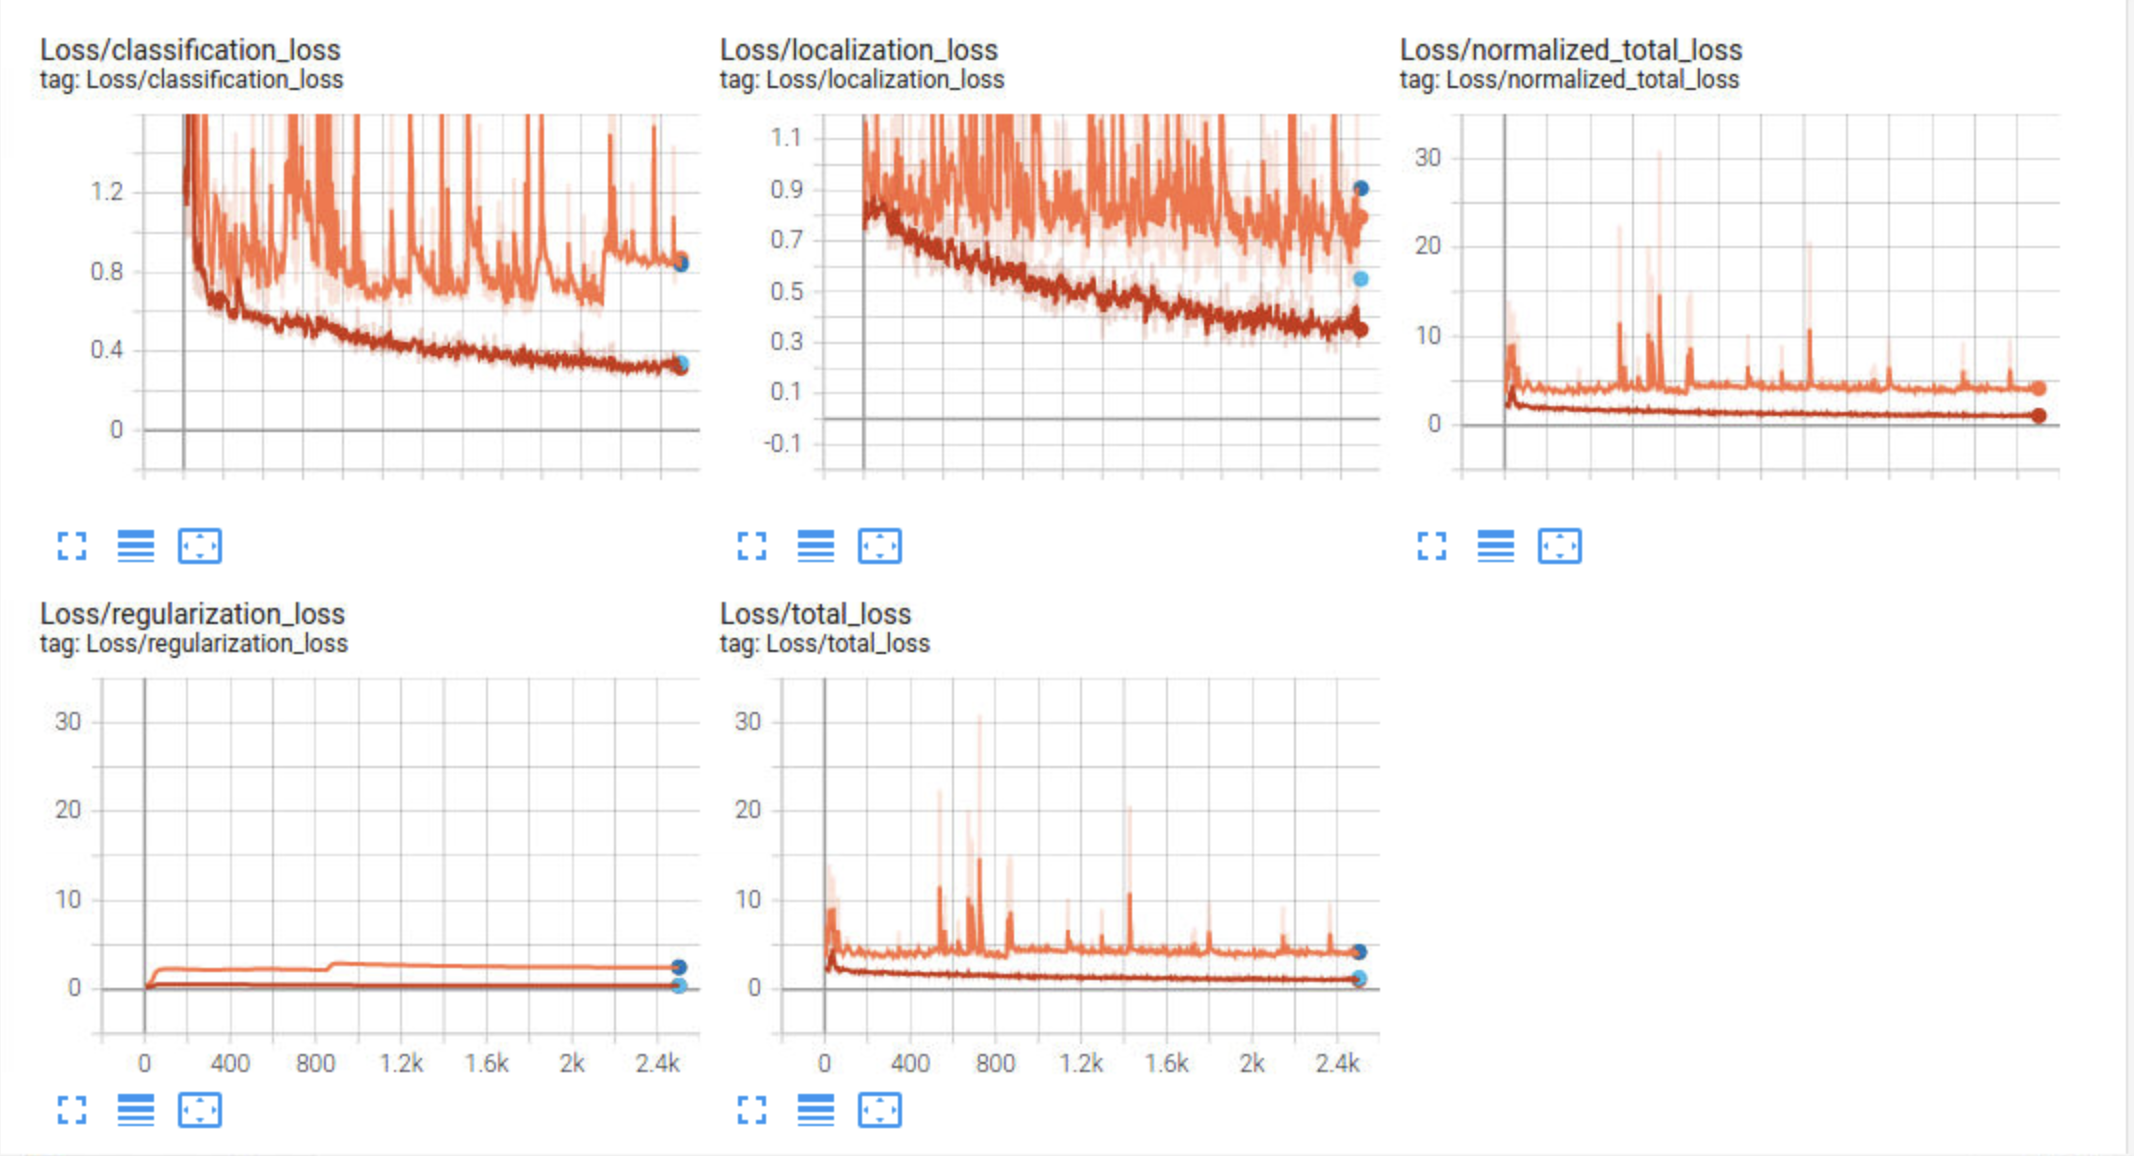 Loss/classification_loss
tag: Loss/classification_loss
1.2
0.8
0.4
0
Loss/localization_loss
tag: Loss/localization_loss
1.1
0.9
0.7
0.5
0.3
0.1
-0.1
Loss/normalized_total_loss
tag: Loss/normalized_total_loss
30
20
10
0
Loss/regularization_loss
tag: Loss/regularization_loss
30
20
10
0
0 400 800 1.2k 1.6k 2k 2.4k
Loss/total_loss
tag: Loss/total_loss
30
20
10
0
0 400 800 1.2k 1.6k 2k 2.4k